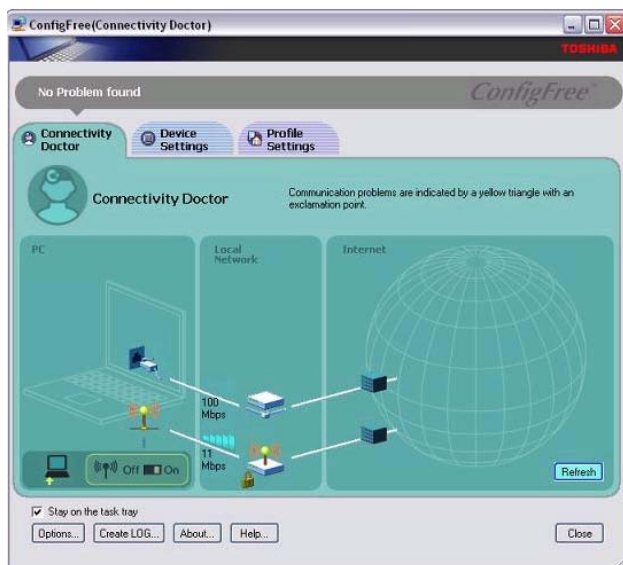 ConfigFree(Connectivity Doctor)
TOSHIBA
No Problem found
ConfigFree™
Connectivity
Doctor
Device
Settings
Profile
Settings
Connectivity Doctor
Communication problems are indicated by a yellow triangle with an
exclamation point.
PC
Local
Network
Internet
100
Mbps
11
Mbps
Off On
Refresh
Stay on the task tray
Options... Create LOG... About... Help... Close